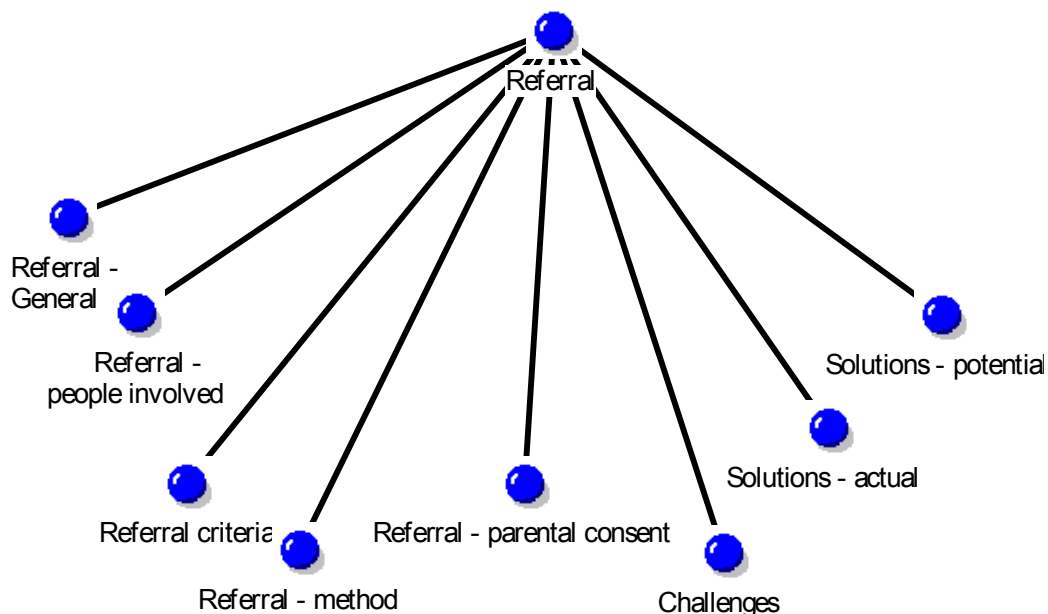 Referral
Referral -
General
Referral -
people involved
Solutions - potential
Solutions - actual
Referral criteria
Referral - parental consent
Referral - method
Challenges